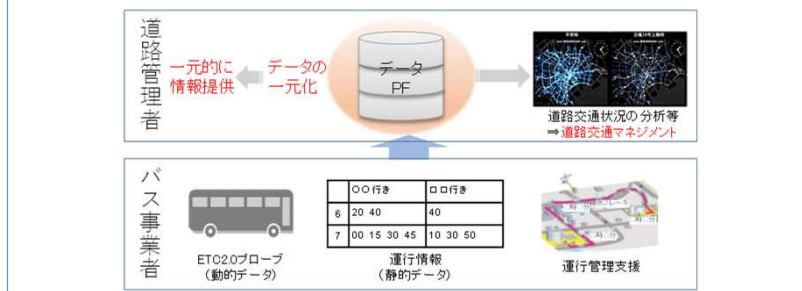 道路管理者
一元的に
情報提供
データの
一元化
データ
PF
道路交通状況の分析等
⇒道路交通マネジメント
バス事業者
ETC2.0プローブ
（動的データ）
〇〇行き ロロ行き
6 20 40 40
7 00 15 30 45 10 30 50
運行情報
（静的データ）
運行管理支援